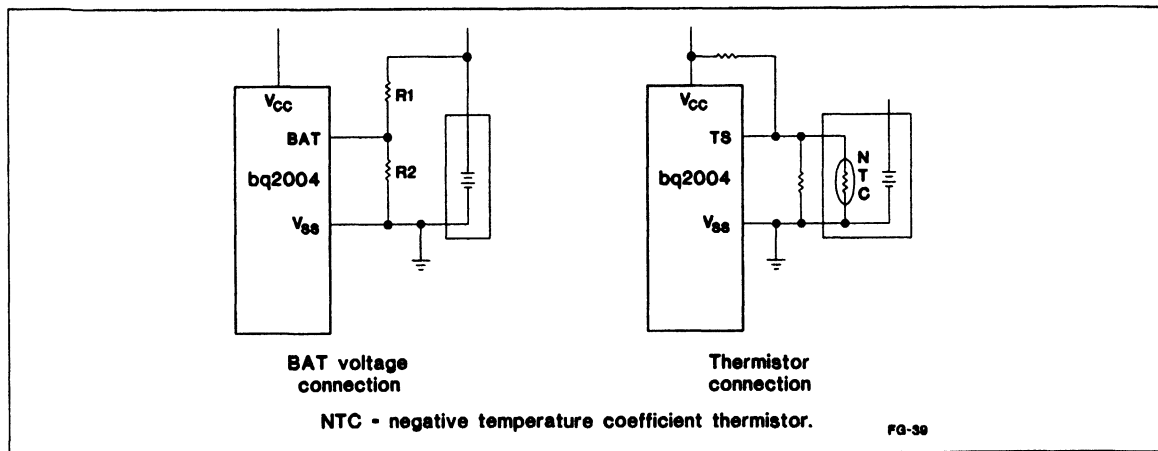 VCC
BAT
bq2004
VSS
R1
R2
BAT voltage
connection
VCC
TS
bq2004
VSS
N
T
C
Thermistor
connection
NTC - negative temperature coefficient thermistor.
FG-39